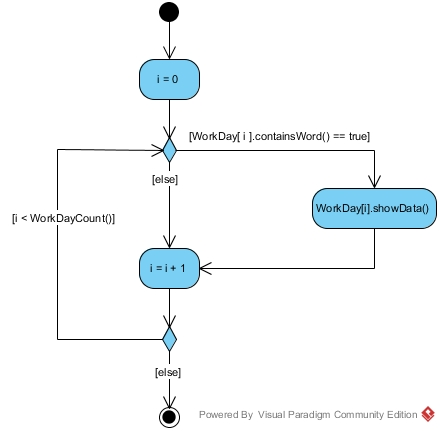 i = 0
[WorkDay[ i ].containsWord() == true]
[else]
WorkDay[i].showData()
[i < WorkDayCount()]
i = i + 1
[else]
Powered By Visual Paradigm Community Edition